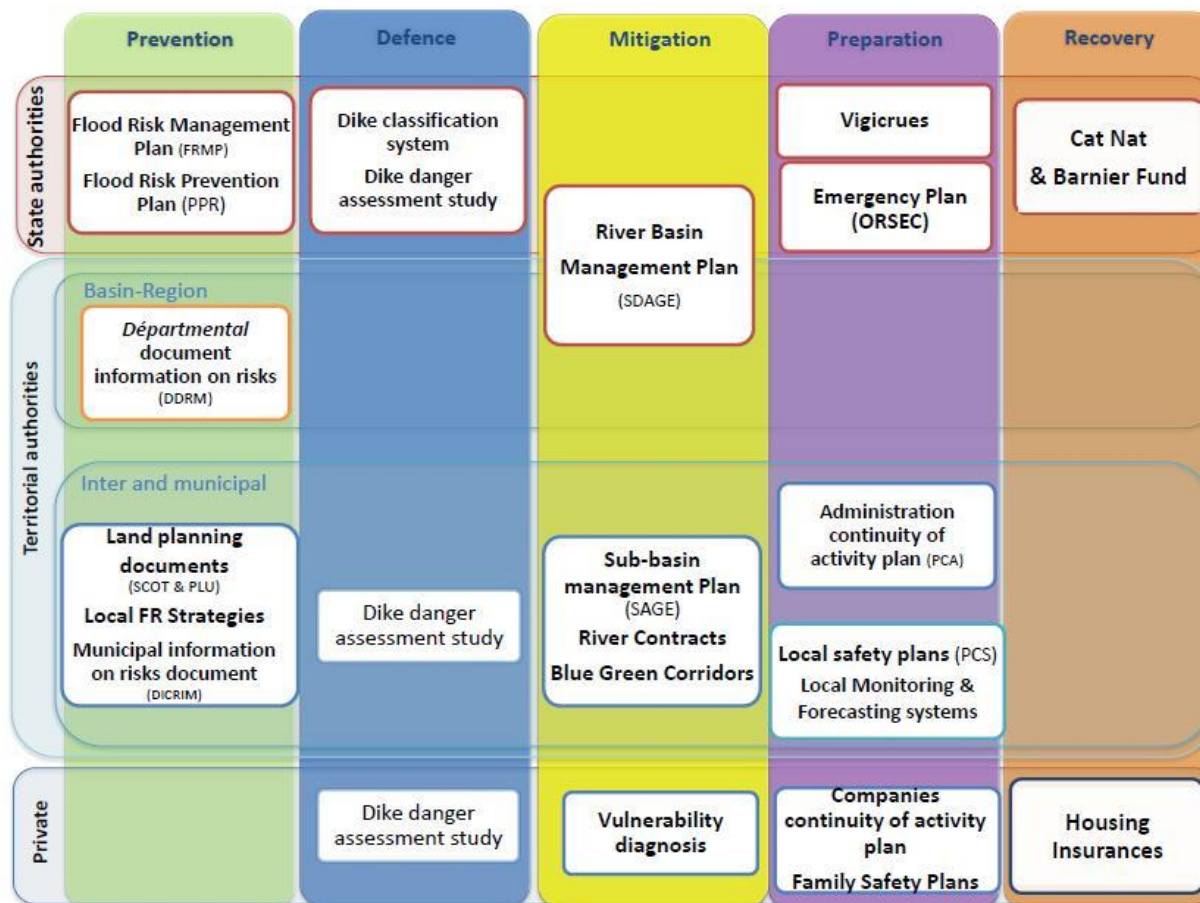 Prevention
Defence
Mitigation
Preparation
Recovery
State authorities
Flood Risk Management
Plan (FRMP)
Flood Risk Prevention
Plan (PPR)
Dike classification
system
Dike danger
assessment study
River Basin
Management Plan
(SDAGE)
Vigicrues
Emergency Plan
(ORSEC)
Cat Nat
& Barnier Fund
Territorial authorities
Basin-Region
Départmental
document
information on risks
(DDRM)
Inter and municipal
Land planning
documents
(SCOT & PLU)
Local FR Strategies
Municipal information
on risks document
(DICRIM)
Dike danger
assessment study
Sub-basin
management Plan
(SAGE)
River Contracts
Blue Green Corridors
Administration
continuity of
activity plan (PCA)
Local safety plans (PCS)
Local Monitoring &
Forecasting systems
Private
Dike danger
assessment study
Vulnerability
diagnosis
Companies
continuity of activity
plan
Family Safety Plans
Housing
Insurances